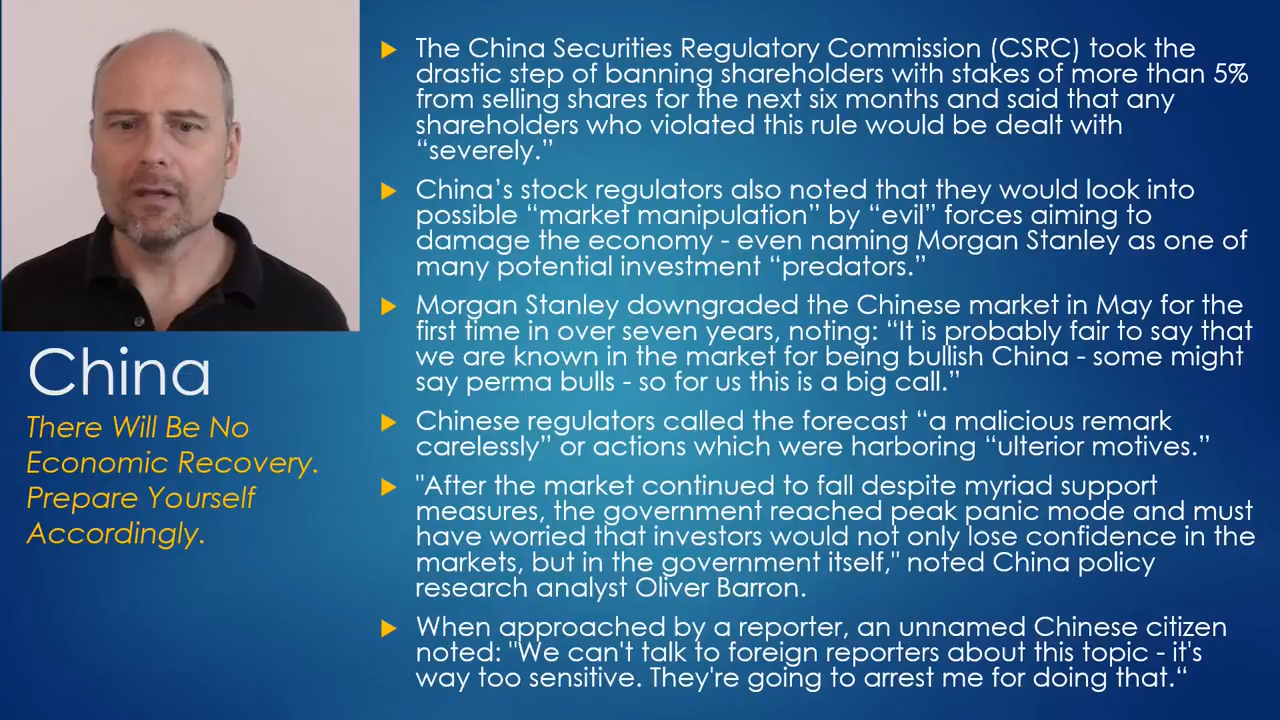 China
There Will Be No
Economic Recovery.
Prepare Yourself
Accordingly.
The China Securities Regulatory Commission (CSRC) took the
drastic step of banning shareholders with stakes of more than 5%
from selling shares for the next six months and said that any
shareholders who violated this rule would be dealt with
“severely.”
China’s stock regulators also noted that they would look into
possible “market manipulation” by “evil” forces aiming to
damage the economy - even naming Morgan Stanley as one of
many potential investment “predators.”
Morgan Stanley downgraded the Chinese market in May for the
first time in over seven years, noting: “It is probably fair to say that
we are known in the market for being bullish China - some might
say perma bulls - so for us this is a big call.”
Chinese regulators called the forecast “a malicious remark
carelessly” or actions which were harboring “ulterior motives.”
"After the market continued to fall despite myriad support
measures, the government reached peak panic mode and must
have worried that investors would not only lose confidence in the
markets, but in the government itself," noted China policy
research analyst Oliver Barron.
When approached by a reporter, an unnamed Chinese citizen
noted: "We can't talk to foreign reporters about this topic - it's
way too sensitive. They're going to arrest me for doing that.“